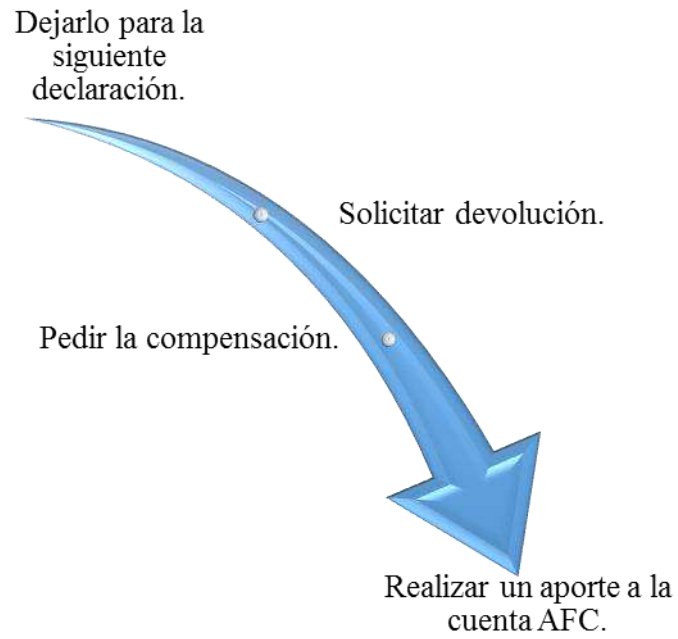 Dejarlo para la
siguiente
declaración.
Solicitar devolución.
Pedir la compensación.
Realizar un aporte a la
cuenta AFC.